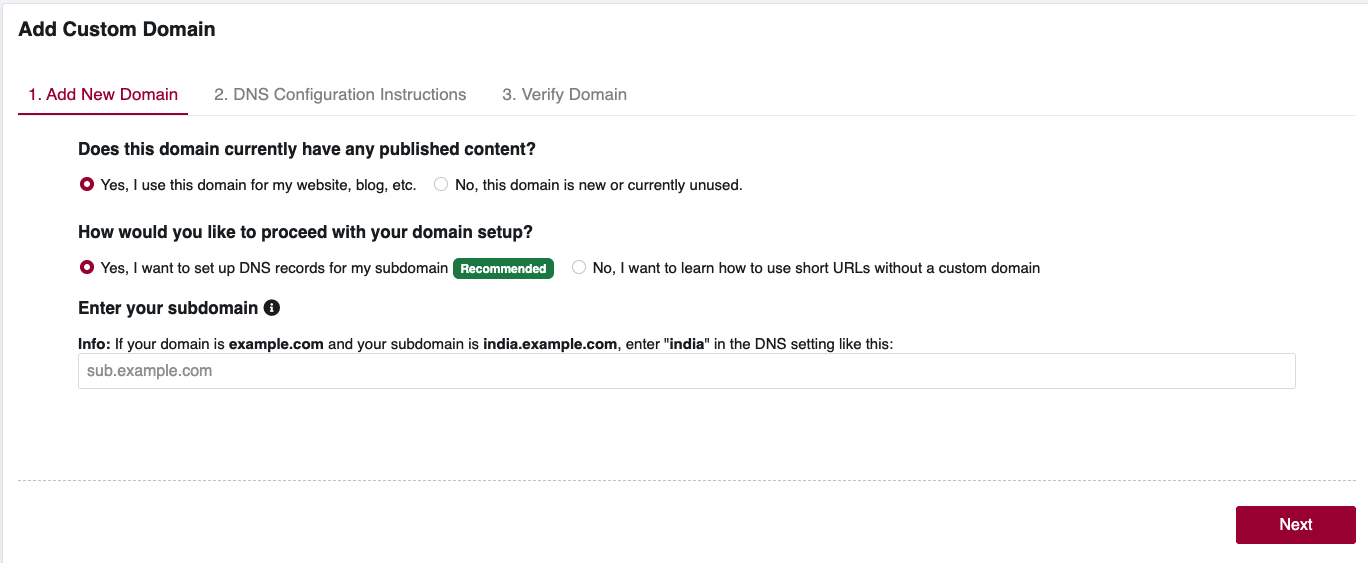 Add Custom Domain
1. Add New Domain 2. DNS Configuration Instructions 3. Verify Domain
Does this domain currently have any published content?
Yes, I use this domain for my website, blog, etc. No, this domain is new or currently unused.
How would you like to proceed with your domain setup?
Yes, I want to set up DNS records for my subdomain Recommended No, I want to learn how to use short URLs without a custom domain
Enter your subdomain
Info: If your domain is example.com and your subdomain is india.example.com, enter "india" in the DNS setting like this:
sub.example.com
Next